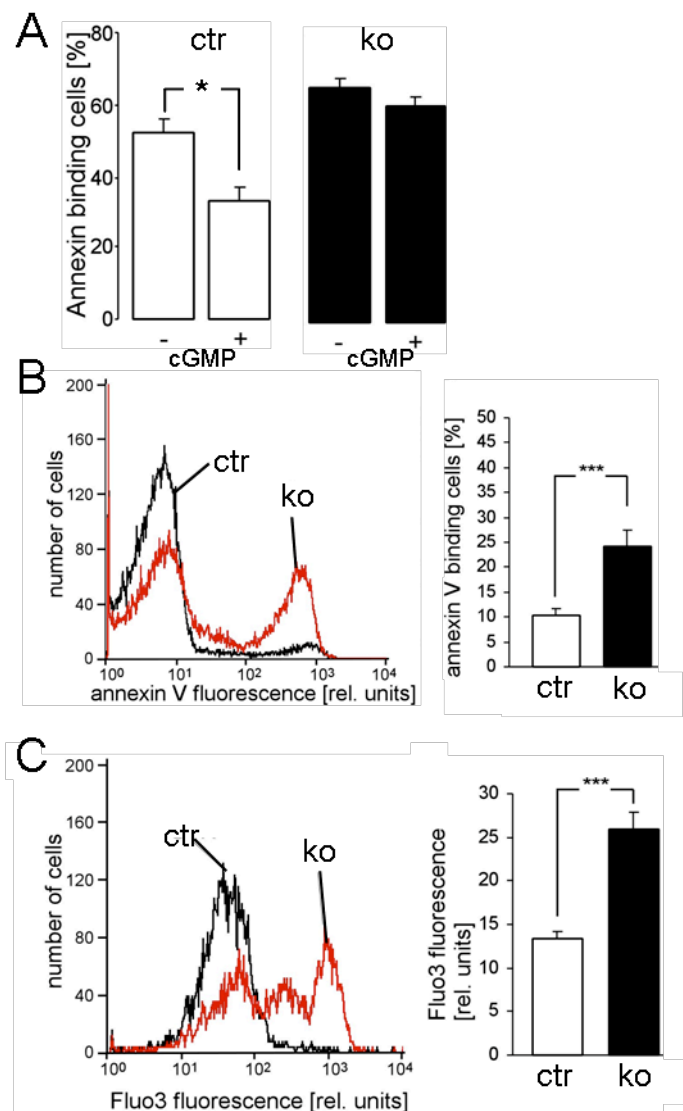 A
ctr
ko
Annexin binding cells [%]
80
60
40
20
0
*
- +
cGMP
- +
cGMP
B
number of cells
200
160
120
80
40
0
ctr
ko
10⁰ 10¹ 10² 10³ 10⁴
annexin V fluorescence [rel. units]
annexin V binding cells [%]
50
45
40
35
30
25
20
15
10
5
0
***
ctr ko
C
number of cells
200
160
120
80
40
0
ctr
ko
10⁰ 10¹ 10² 10³ 10⁴
Fluo3 fluorescence [rel. units]
Fluo3 fluorescence
[rel. units]
30
25
20
15
10
5
0
***
ctr ko